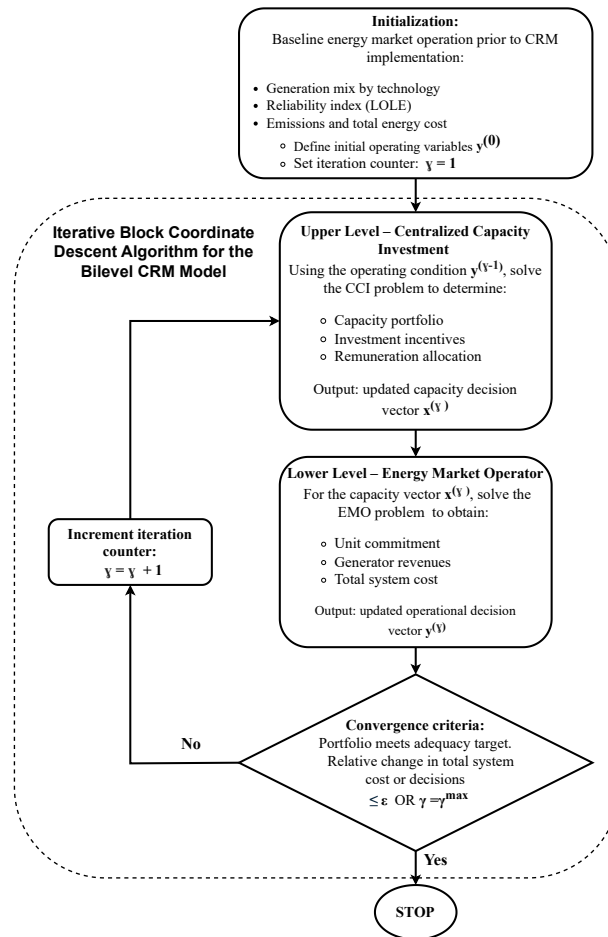 Initialization:
Baseline energy market operation prior to CRM
implementation:
• Generation mix by technology
• Reliability index (LOLE)
• Emissions and total energy cost
○ Define initial operating variables y^(0)
○ Set iteration counter: ɣ = 1
Iterative Block Coordinate
Descent Algorithm for the
Bilevel CRM Model
Upper Level – Centralized Capacity
Investment
Using the operating condition y^(ɣ-1), solve
the CCI problem to determine:
○ Capacity portfolio
○ Investment incentives
○ Remuneration allocation
Output: updated capacity decision
vector x^(ɣ )
Lower Level – Energy Market Operator
For the capacity vector x^(ɣ ), solve the
EMO problem to obtain:
○ Unit commitment
○ Generator revenues
○ Total system cost
Output: updated operational decision
vector y^(ɣ)
Increment iteration
counter:
ɣ = ɣ + 1
Convergence criteria:
Portfolio meets adequacy target.
Relative change in total system
cost or decisions
≤ ε OR γ =γ^max
No
Yes
STOP